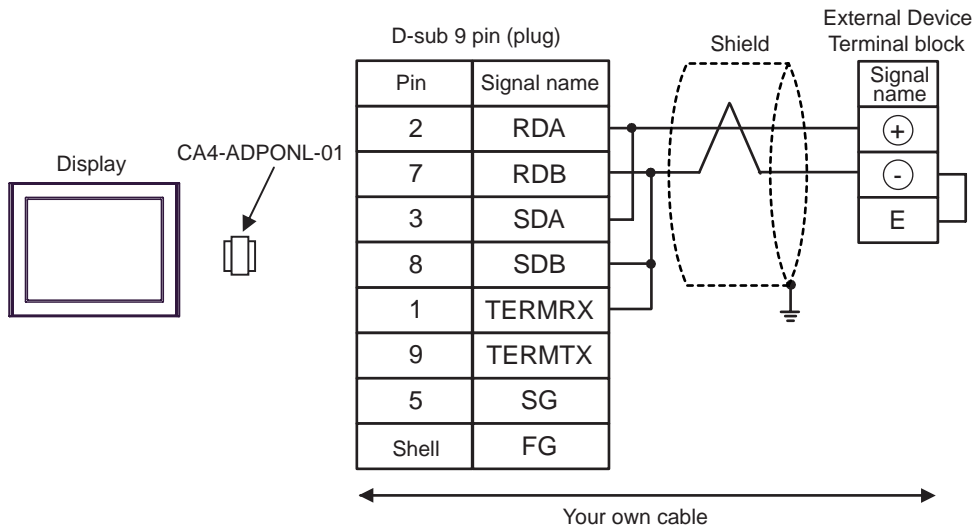 D-sub 9 pin (plug)
Shield
External Device
Terminal block
Display
CA4-ADPONL-01
Pin Signal name
2 RDA
7 RDB
3 SDA
8 SDB
1 TERMRX
9 TERMTX
5 SG
Shell FG
Signal
name
+
-
E
Your own cable